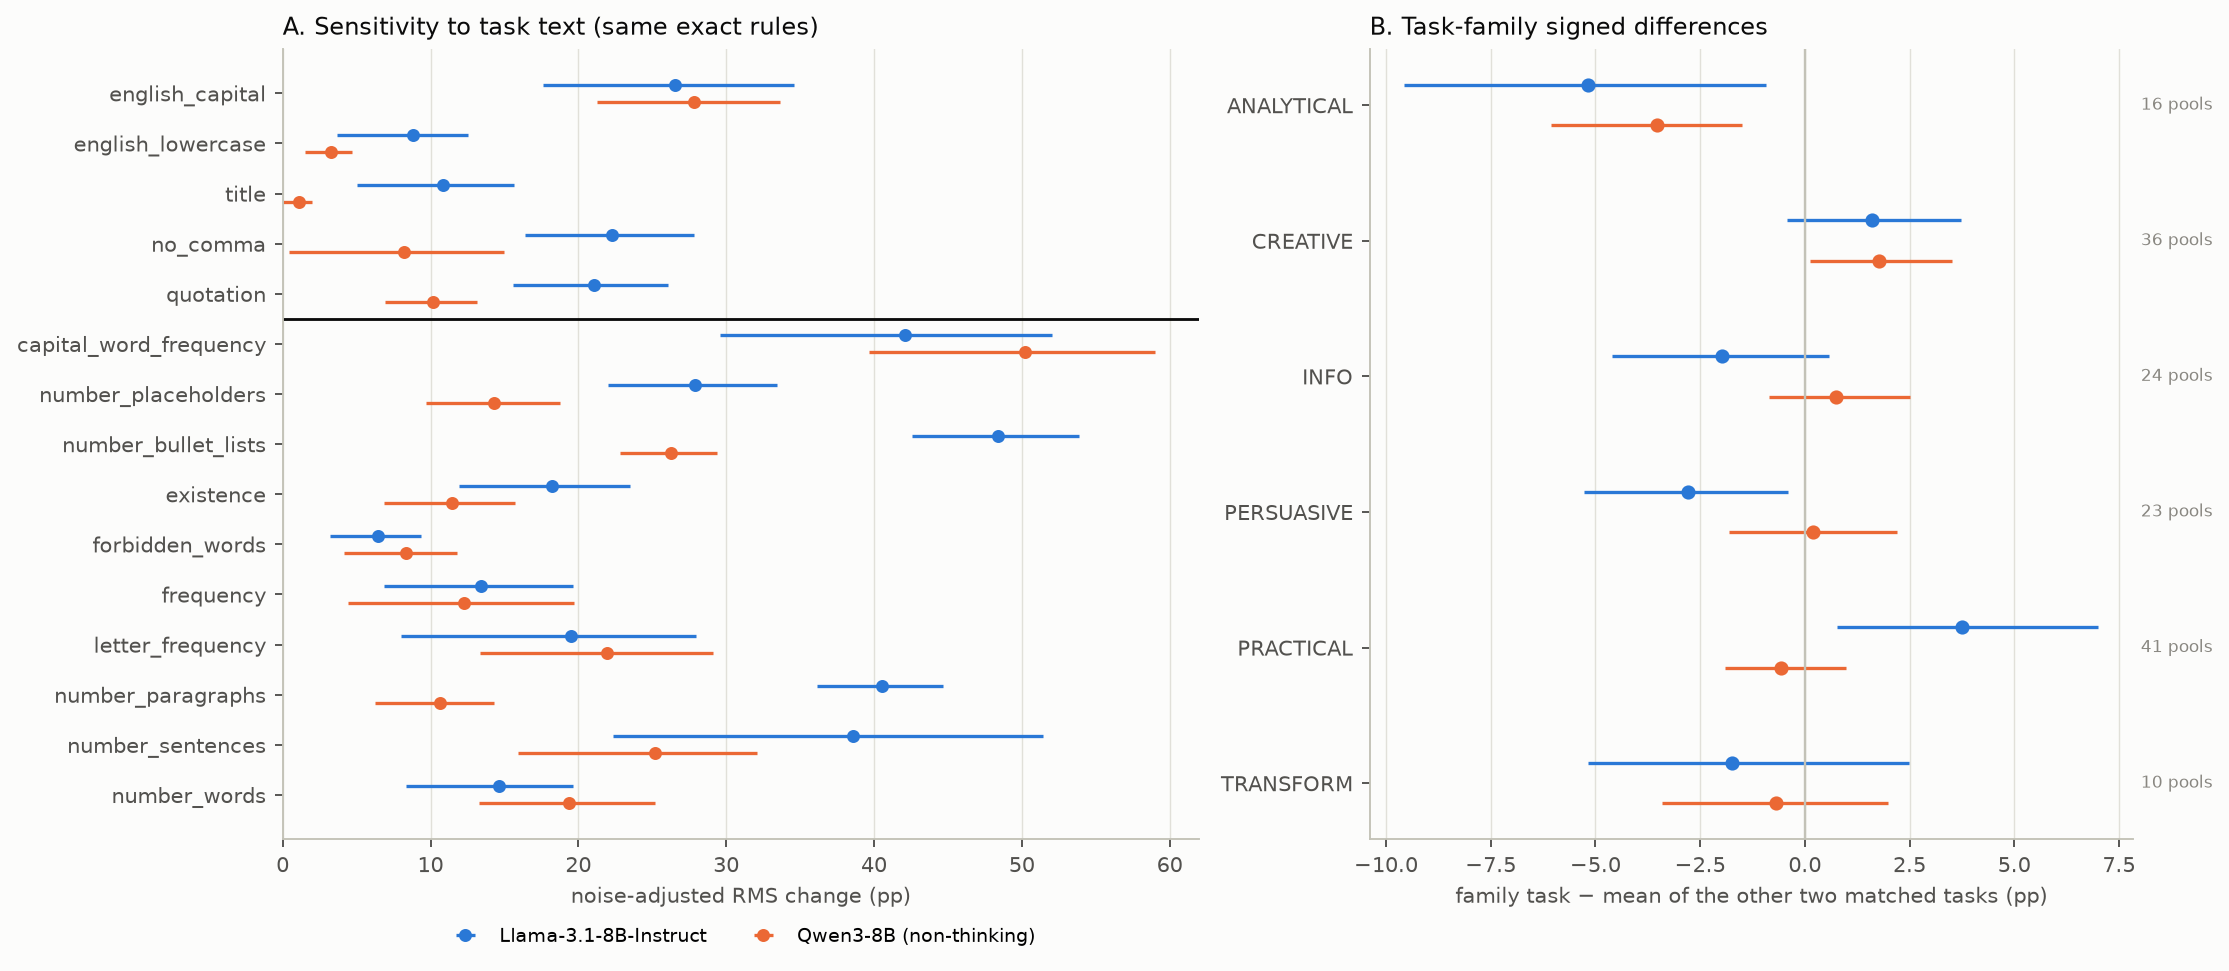 A. Sensitivity to task text (same exact rules)
english_capital
english_lowercase
title
no_comma
quotation
capital_word_frequency
number_placeholders
number_bullet_lists
existence
forbidden_words
frequency
letter_frequency
number_paragraphs
number_sentences
number_words
0 10 20 30 40 50 60
noise-adjusted RMS change (pp)
Llama-3.1-8B-Instruct Qwen3-8B (non-thinking)
B. Task-family signed differences
ANALYTICAL 16 pools
CREATIVE 36 pools
INFO 24 pools
PERSUASIVE 23 pools
PRACTICAL 41 pools
TRANSFORM 10 pools
−10.0 −7.5 −5.0 −2.5 0.0 2.5 5.0 7.5
family task − mean of the other two matched tasks (pp)